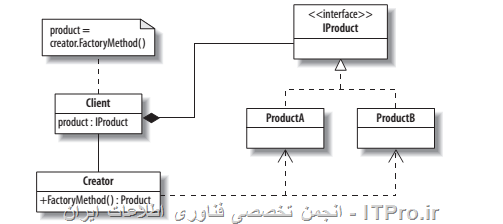 product =
creator.FactoryMethod()
<<interface>>
IProduct
Client
product : IProduct
ProductA
ProductB
Creator
+FactoryMethod() : Product
ITPro.ir - انجمن تخصصی فناوری اطلاعات ایران